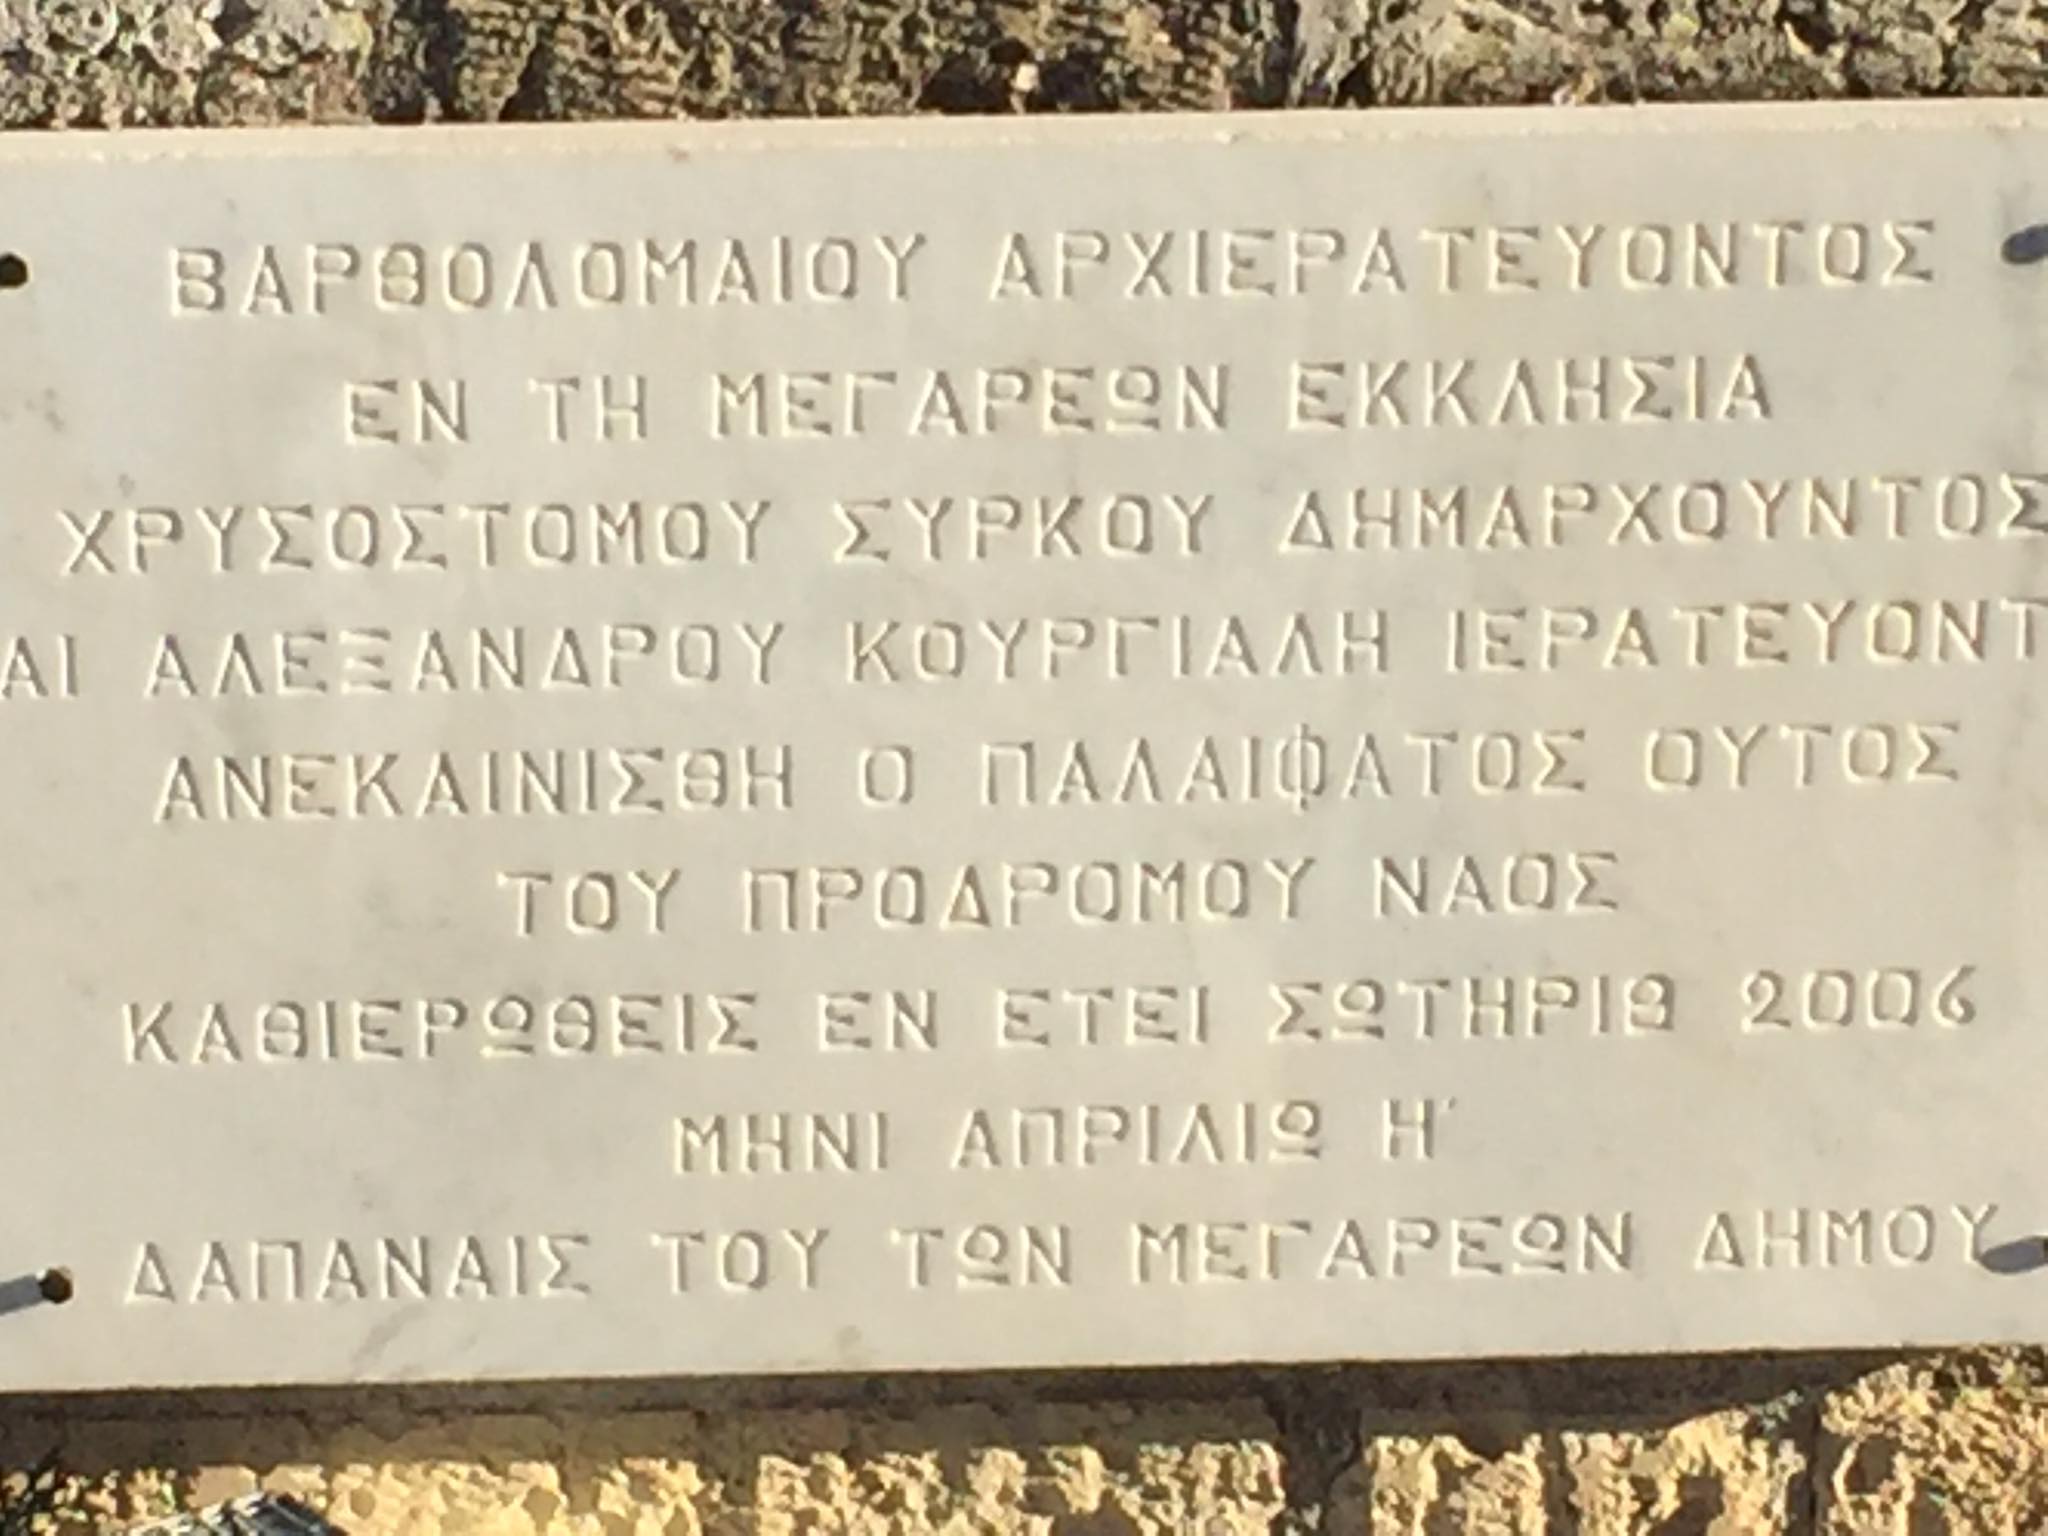 ΒΑΡΘΟΛΟΜΑΙΟΥ ΑΡΧΙΕΡΑΤΕΥΟΝΤΟΣ
ΕΝ ΤΗ ΜΕΓΑΡΕΩΝ ΕΚΚΛΗΣΙΑ
ΧΡΥΣΟΣΤΟΜΟΥ ΣΥΡΚΟΥ ΔΗΜΑΡΧΟΥΝΤΟΣ
ΑΙ ΑΛΕΞΑΝΔΡΟΥ ΚΟΥΡΓΙΑΛΗ ΙΕΡΑΤΕΥΟΝΤ
ΑΝΕΚΑΙΝΙΣΘΗ Ο ΠΑΛΑΙΦΑΤΟΣ ΟΥΤΟΣ
ΤΟΥ ΠΡΟΔΡΟΜΟΥ ΝΑΟΣ
ΚΑΘΙΕΡΩΘΕΙΣ ΕΝ ΕΤΕΙ ΣΩΤΗΡΙΩ 2006
ΜΗΝΙ ΑΠΡΙΛΙΩ Η΄
ΔΑΠΑΝΑΙΣ ΤΟΥ ΤΩΝ ΜΕΓΑΡΕΩΝ ΔΗΜΟΥ